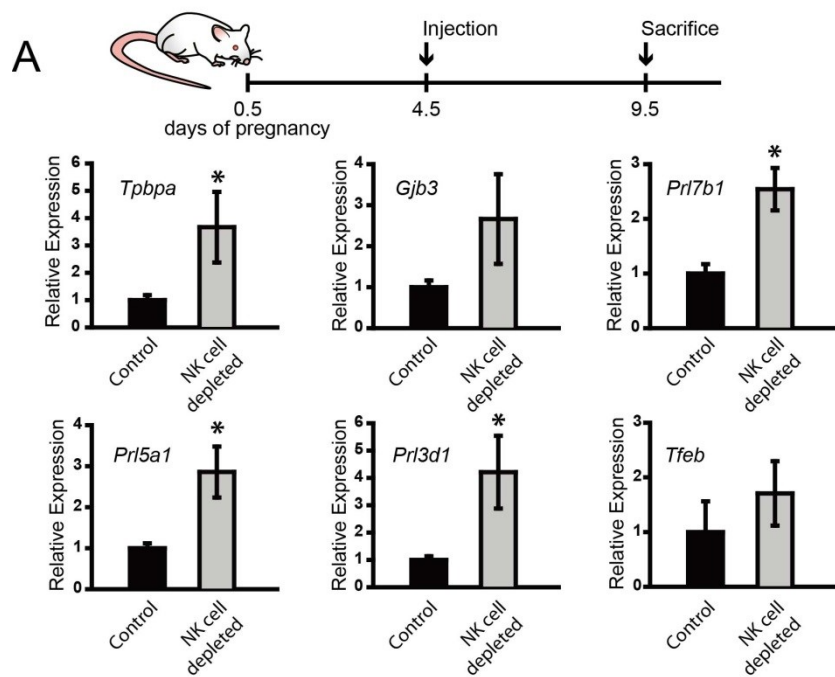 A
Injection
Sacrifice
0.5
4.5
9.5
days of pregnancy
Relative Expression
6
5
4
3
2
1
0
Tpbpa
*
Control
NK cell
depleted
Relative Expression
4
3
2
1
0
Gjb3
Control
NK cell
depleted
Relative Expression
3
2
1
0
Prl7b1
*
Control
NK cell
depleted
Relative Expression
4
3
2
1
0
Prl5a1
*
Control
NK cell
depleted
Relative Expression
6
5
4
3
2
1
0
Prl3d1
*
Control
NK cell
depleted
Relative Expression
3
2
1
0
Tfeb
Control
NK cell
depleted